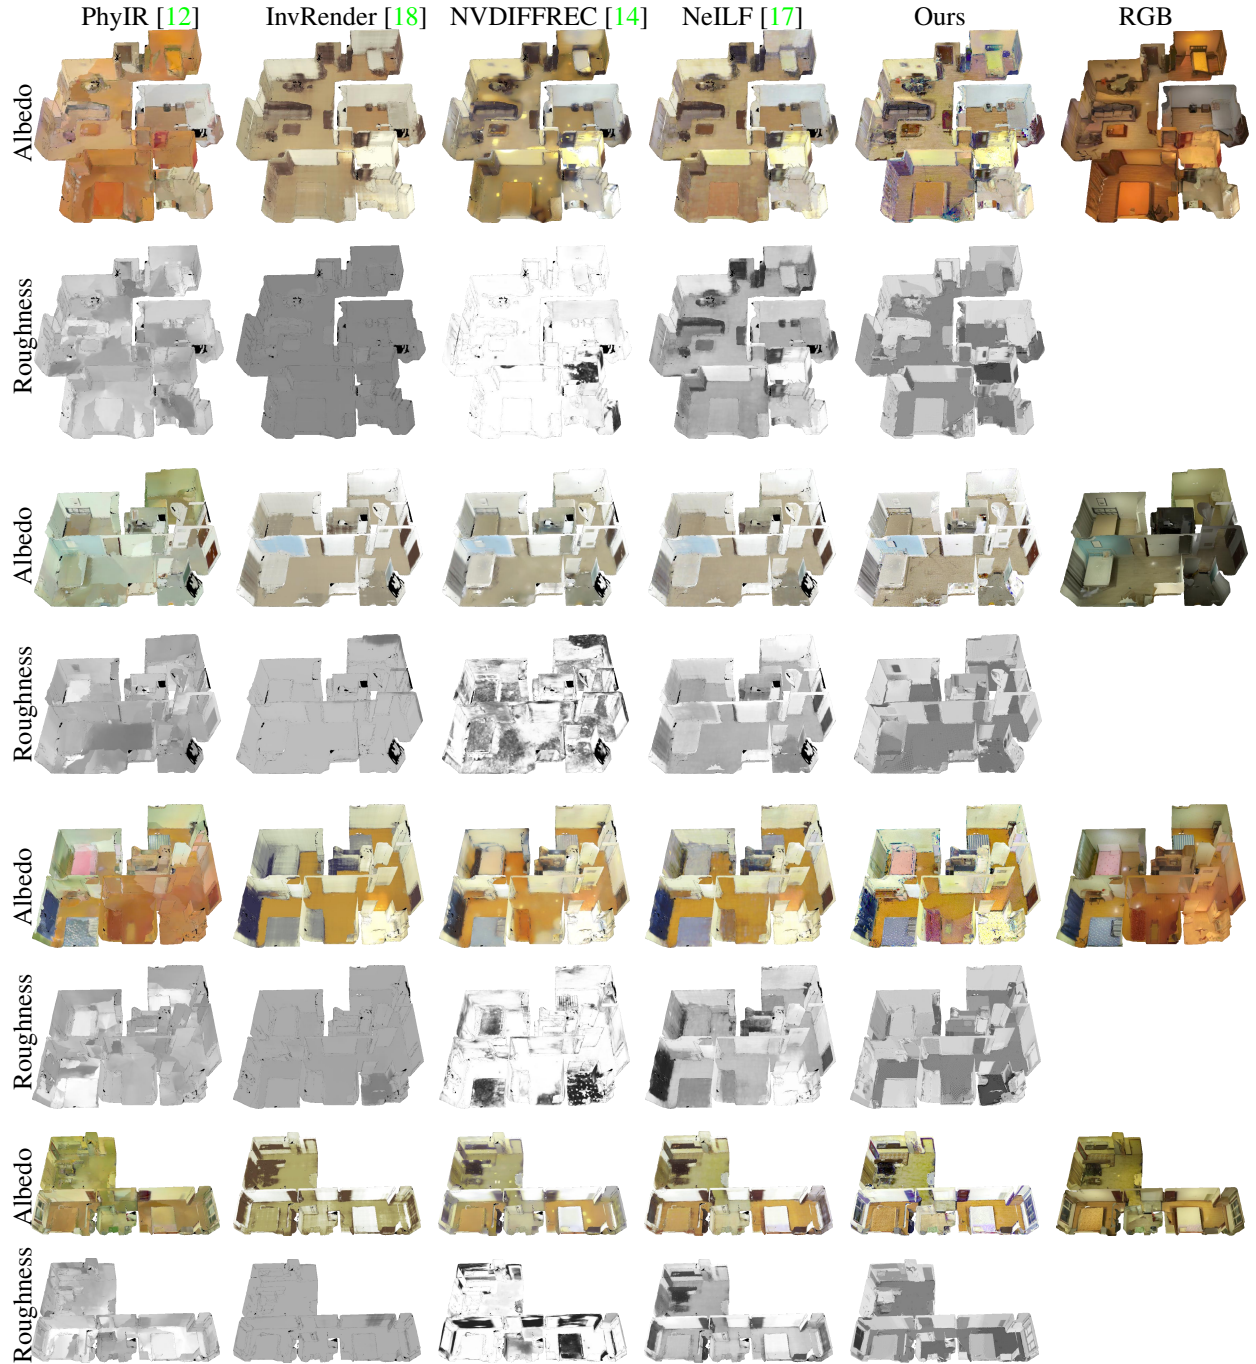 PhyIR [12] InvRender [18] NVDIFFREC [14] NeILF [17] Ours RGB
Albedo
Roughness
Albedo
Roughness
Albedo
Roughness
Albedo
Roughness